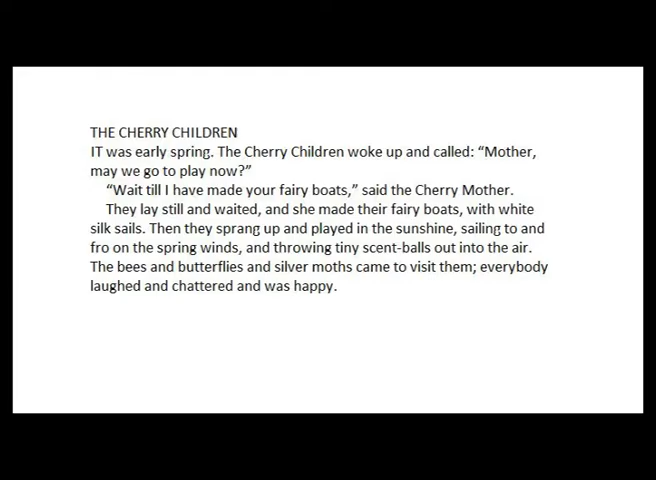 THE CHERRY CHILDREN
IT was early spring. The Cherry Children woke up and called: “Mother,
may we go to play now?”
“Wait till I have made your fairy boats,” said the Cherry Mother.
They lay still and waited, and she made their fairy boats, with white
silk sails. Then they sprang up and played in the sunshine, sailing to and
fro on the spring winds, and throwing tiny scent-balls out into the air.
The bees and butterflies and silver moths came to visit them; everybody
laughed and chattered and was happy.